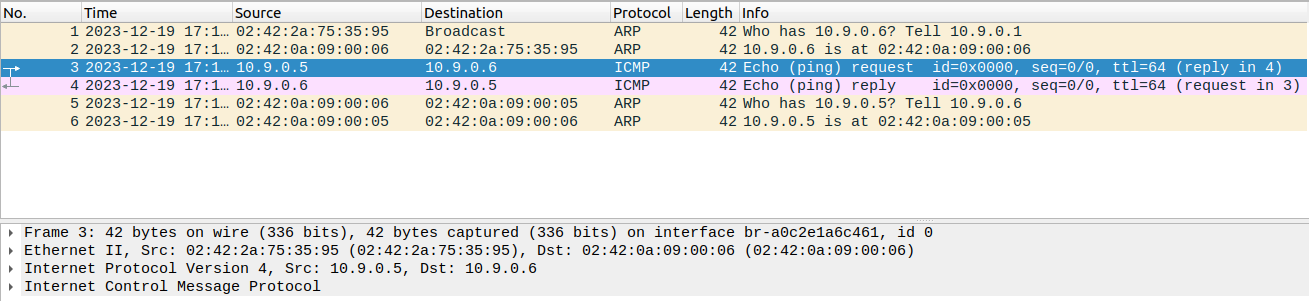 No. Time Source Destination Protocol Length Info
1 2023-12-19 17:1… 02:42:2a:75:35:95 Broadcast ARP 42 Who has 10.9.0.6? Tell 10.9.0.1
2 2023-12-19 17:1… 02:42:0a:09:00:06 02:42:2a:75:35:95 ARP 42 10.9.0.6 is at 02:42:0a:09:00:06
3 2023-12-19 17:1… 10.9.0.5 10.9.0.6 ICMP 42 Echo (ping) request id=0x0000, seq=0/0, ttl=64 (reply in 4)
4 2023-12-19 17:1… 10.9.0.6 10.9.0.5 ICMP 42 Echo (ping) reply id=0x0000, seq=0/0, ttl=64 (request in 3)
5 2023-12-19 17:1… 02:42:0a:09:00:06 02:42:0a:09:00:05 ARP 42 Who has 10.9.0.5? Tell 10.9.0.6
6 2023-12-19 17:1… 02:42:0a:09:00:05 02:42:0a:09:00:06 ARP 42 10.9.0.5 is at 02:42:0a:09:00:05
Frame 3: 42 bytes on wire (336 bits), 42 bytes captured (336 bits) on interface br-a0c2e1a6c461, id 0
Ethernet II, Src: 02:42:2a:75:35:95 (02:42:2a:75:35:95), Dst: 02:42:0a:09:00:06 (02:42:0a:09:00:06)
Internet Protocol Version 4, Src: 10.9.0.5, Dst: 10.9.0.6
Internet Control Message Protocol